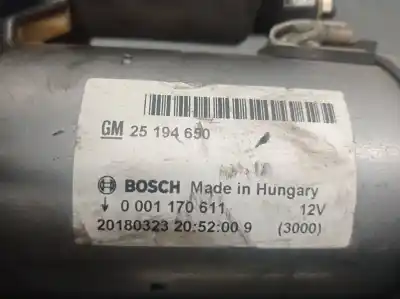 GM 25 194 650
BOSCH Made in Hungary
0 001 170 611 12V
20180323 20:52:00 9 (3000)